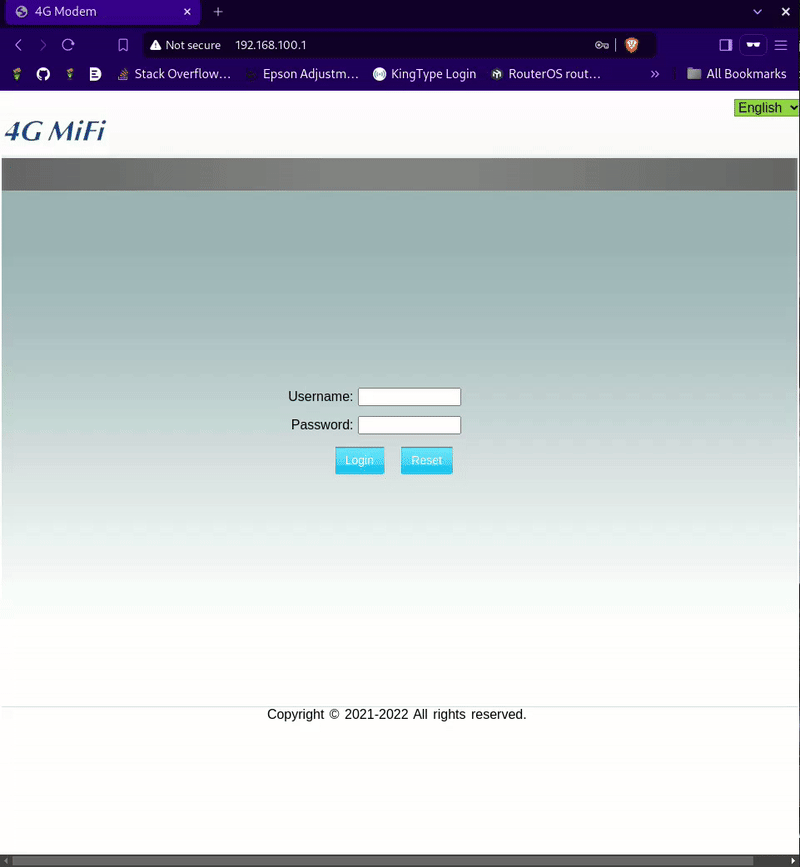 4G Modem
Not secure 192.168.100.1
Stack Overflow… Epson Adjustm… KingType Login RouterOS rout… » All Bookmarks
English
4G MiFi
Username:
Password:
Login Reset
Copyright © 2021-2022 All rights reserved.